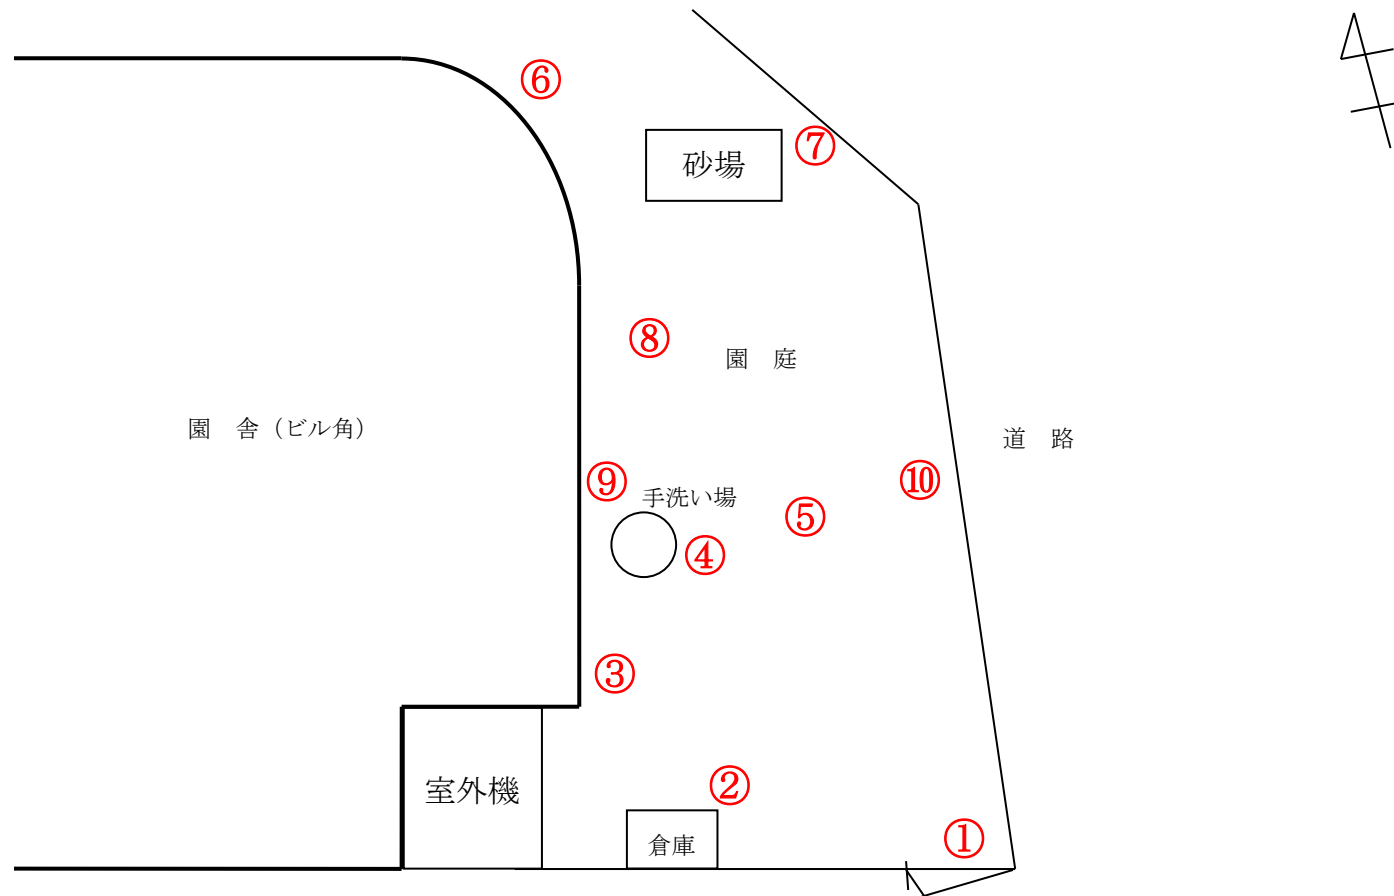 ⑥
⑦
砂場
⑧
園　庭
園　舎（ビル角）
道　路
⑨
手洗い場
⑩
⑤
④
③
室外機
②
倉庫
①